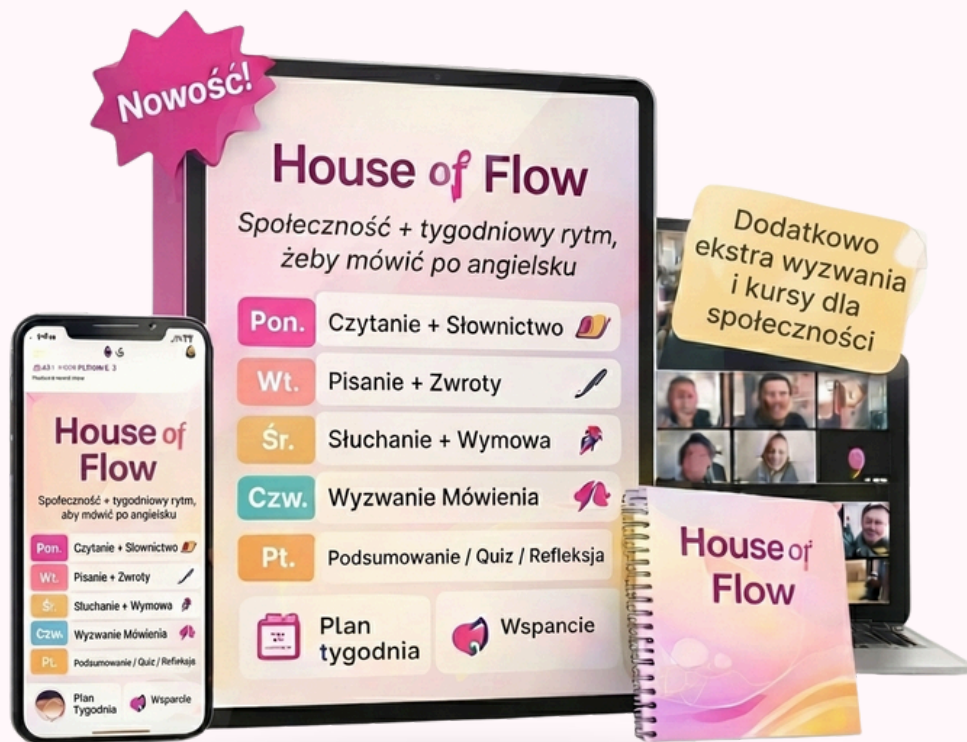 Nowość!
House of Flow
Społeczność + tygodniowy rytm,
żeby mówić po angielsku
Pon. Czytanie + Słownictwo
Wt. Pisanie + Zwroty
Śr. Słuchanie + Wymowa
Czw. Wyzwanie Mówienia
Pt. Podsumowanie / Quiz / Refleksja
Plan
tygodnia
Wspancie
Dodatkowo
ekstra wyzwania
i kursy dla
społeczności
House of
Flow
Społeczność + tygodniowy rytm,
aby mówić po angielsku
Pon. Czytanie + Slownictwo
Wt. Pisanie + Zwroty
Śr. Słuchanie + Wymowa
Czw. Wyzwanie Mówienia
Pt. Podsumowanie / Quiz / Refleksja
Plan
Tygodnia
Wsparcie
House of
Flow